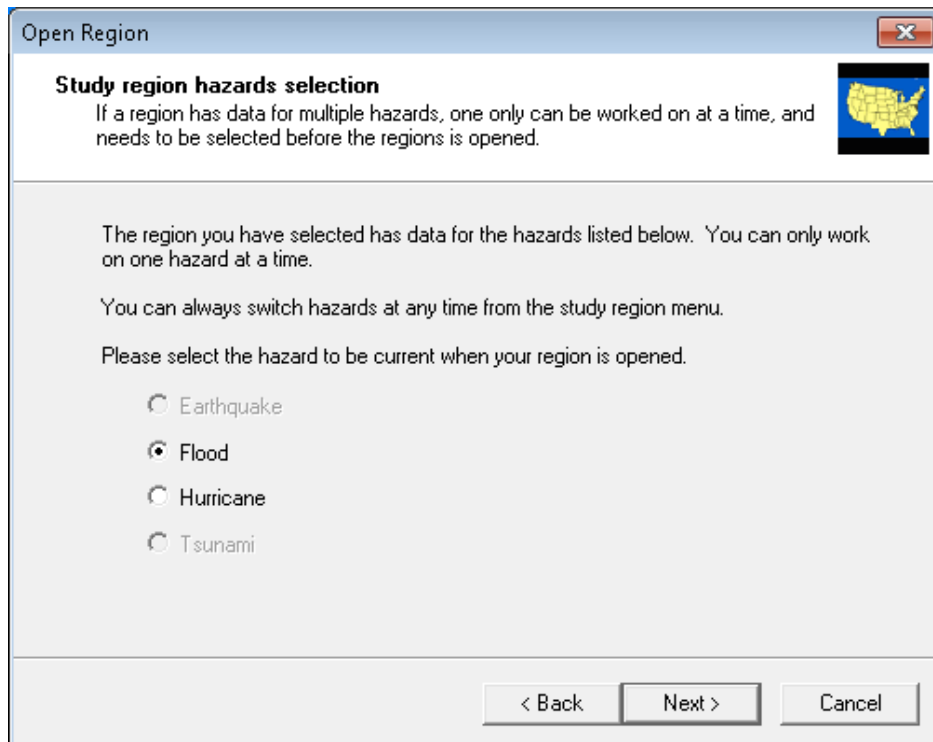 Open Region
Study region hazards selection
If a region has data for multiple hazards, one only can be worked on at a time, and
needs to be selected before the regions is opened.
The region you have selected has data for the hazards listed below.  You can only work
on one hazard at a time.
You can always switch hazards at any time from the study region menu.
Please select the hazard to be current when your region is opened.
Earthquake
Flood
Hurricane
Tsunami
< Back
Next >
Cancel